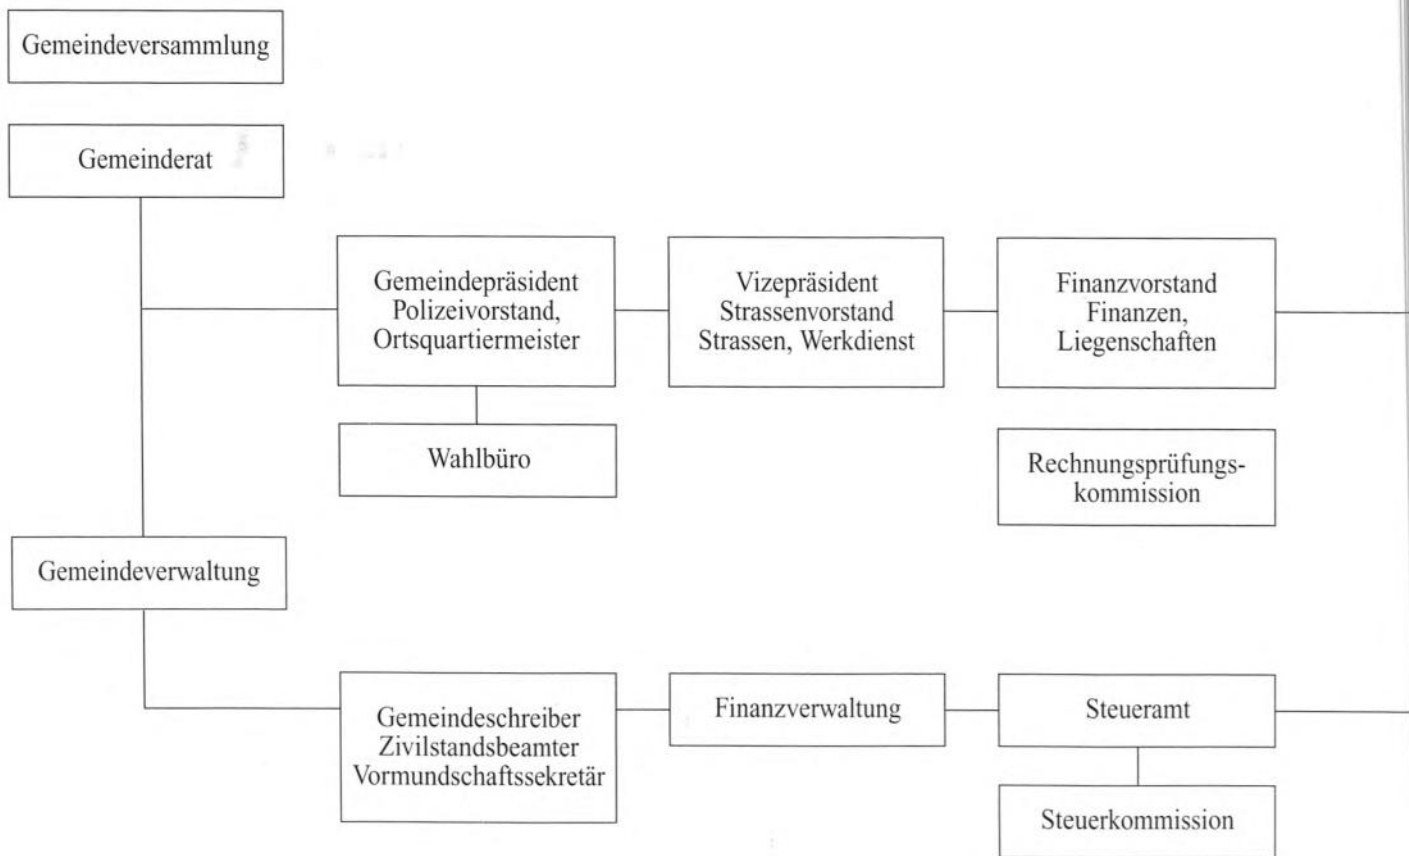 Gemeindeversammlung
Gemeinderat
Gemeindepräsident
Polizeivorstand,
Ortsquartiermeister
Vizepräsident
Strassenvorstand
Strassen, Werkdienst
Finanzvorstand
Finanzen,
Liegenschaften
Wahlbüro
Rechnungsprüfungs-
kommission
Gemeindeverwaltung
Gemeindeschreiber
Zivilstandsbeamter
Vormundschaftssekretär
Finanzverwaltung
Steueramt
Steuerkommission